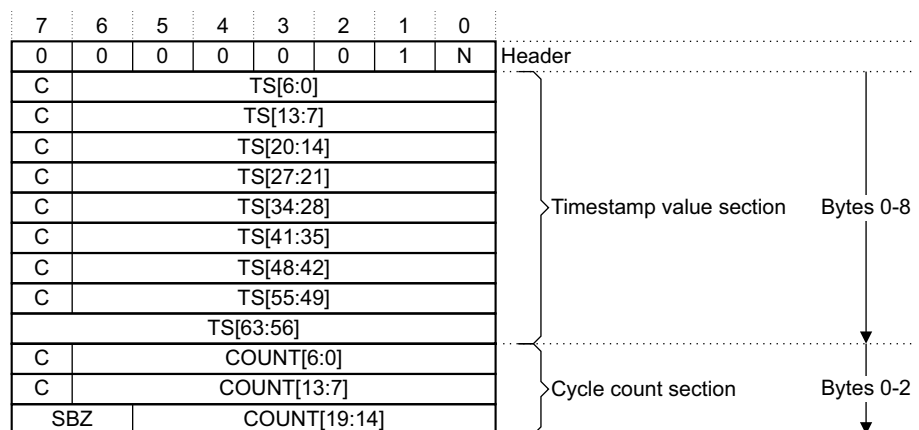 7 6 5 4 3 2 1 0
0 0 0 0 0 0 1 N Header
C TS[6:0]
C TS[13:7]
C TS[20:14]
C TS[27:21]
C TS[34:28] Timestamp value section Bytes 0-8
C TS[41:35]
C TS[48:42]
C TS[55:49]
TS[63:56]
C COUNT[6:0]
C COUNT[13:7] Cycle count section Bytes 0-2
SBZ COUNT[19:14]